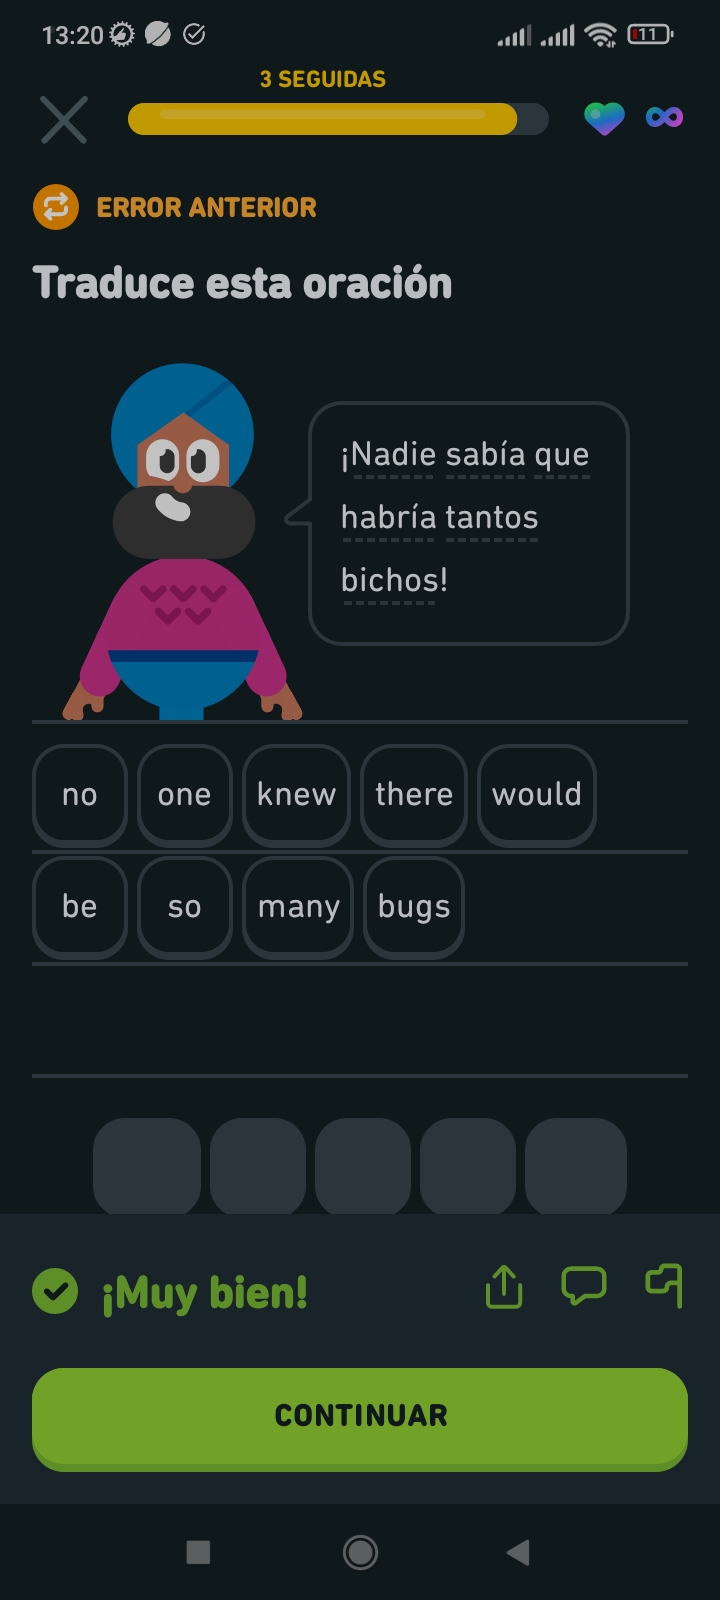 13:20
11
3 SEGUIDAS
ERROR ANTERIOR
Traduce esta oración
¡Nadie sabía que
habría tantos
bichos!
no one knew there would
be so many bugs
¡Muy bien!
CONTINUAR